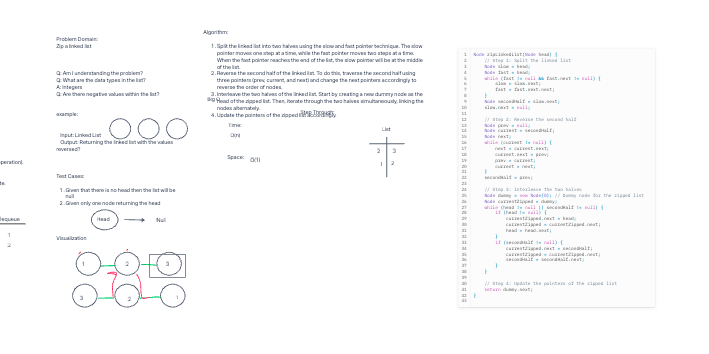 Problem Domain:
Zip a linked list
Q: Am I understanding the problem?
Q: What are the data types in the list?
A: Integers
Q: Are there negative values within the list?
example:
Input: Linked List
Output: Returning the linked list with the values
reversed?
peration).
te.
lequeue
1
Test Cases:
1. Given that there is no head then the list will be
null
2. Given only one node returning the head
Head
Null
Visualization
1
2
3
3
2
1
Algorithm:
1. Split the linked list into two halves using the slow and fast pointer technique. The slow
pointer moves one step at a time, while the fast pointer moves two steps at a time.
When the fast pointer reaches the end of the list, the slow pointer will be at the middle
of the list.
2. Reverse the second half of the linked list. To do this, traverse the second half using
three pointers (prev, current, and next) and change the next pointers accordingly to
reverse the order of nodes.
3. Interleave the two halves of the linked list. Start by creating a new dummy node as the
head of the zipped list. Then, iterate through the two halves simultaneously, linking the
nodes alternately.
4. Update the pointers of the zipped list accordingly.
Big O
Step Through
Time:
O(n)
Space:
O(1)
List
2
3
1
2
1 Node zipLinkedList(Node head) {
2 // Step 1: Split the linked list
3 Node slow = head;
4 Node fast = head;
5 while (fast != null && fast.next != null) {
6 slow = slow.next;
7 fast = fast.next.next;
8 }
9 Node secondHalf = slow.next;
10 slow.next = null;
11
12 // Step 2: Reverse the second half
13 Node prev = null;
14 Node current = secondHalf;
15 Node next;
16 while (current != null) {
17 next = current.next;
18 current.next = prev;
19 prev = current;
20 current = next;
21 }
22 secondHalf = prev;
23
24 // Step 3: Interleave the two halves
25 Node dummy = new Node(0); // Dummy node for the zipped list
26 Node currentZipped = dummy;
27 while (head != null || secondHalf != null) {
28 if (head != null) {
29 currentZipped.next = head;
30 currentZipped = currentZipped.next;
31 head = head.next;
32 }
33 if (secondHalf != null) {
34 currentZipped.next = secondHalf;
35 currentZipped = currentZipped.next;
36 secondHalf = secondHalf.next;
37 }
38 }
39
40 // Step 4: Update the pointers of the zipped list
41 return dummy.next;
42 }
43